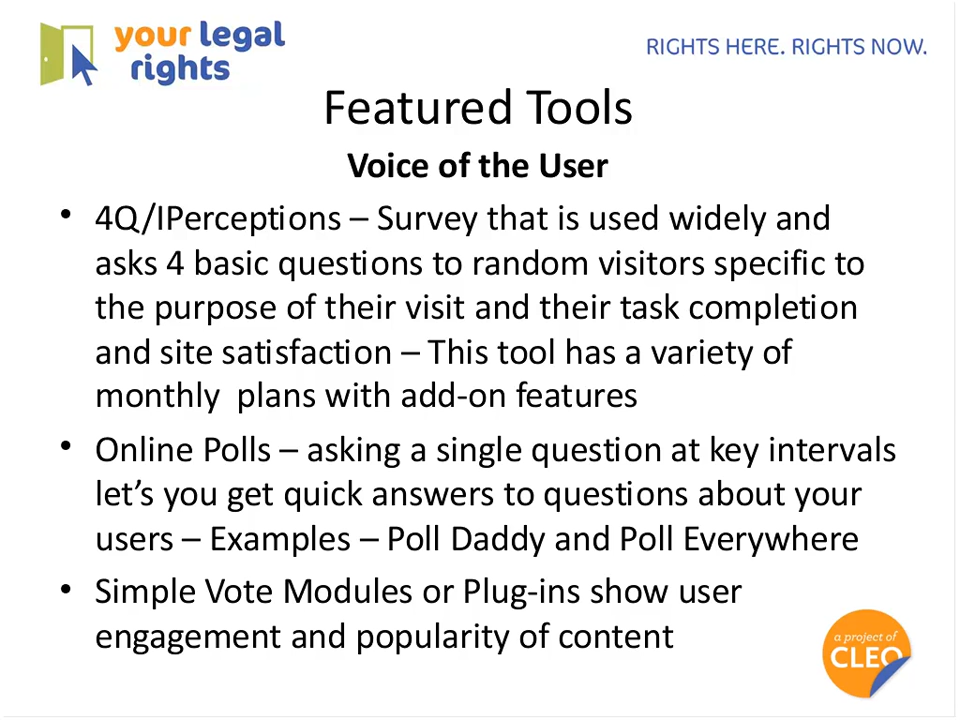 your legal
rights
RIGHTS HERE. RIGHTS NOW.
Featured Tools
Voice of the User
• 4Q/IPerceptions – Survey that is used widely and
asks 4 basic questions to random visitors specific to
the purpose of their visit and their task completion
and site satisfaction – This tool has a variety of
monthly  plans with add-on features
• Online Polls – asking a single question at key intervals
let's you get quick answers to questions about your
users – Examples – Poll Daddy and Poll Everywhere
• Simple Vote Modules or Plug-ins show user
engagement and popularity of content
a project of
CLEO